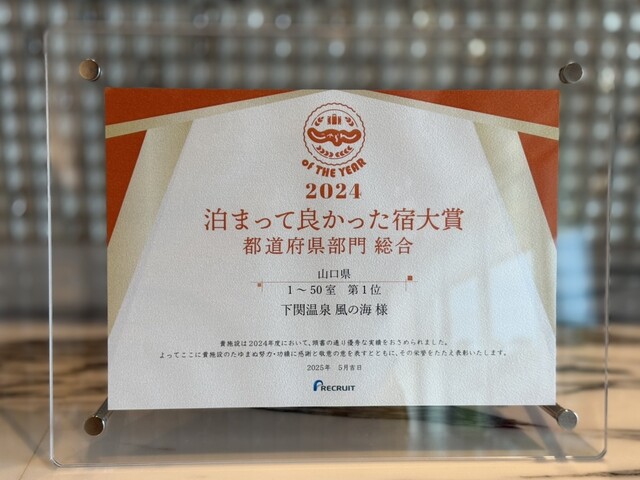 of THE YEAR
2024
泊まって良かった宿大賞
都道府県部門 総合
山口県
1～50室 第1位
下関温泉 風の海 様
貴施設は2024年度において、頭書の通り優秀な実績をおさめられました。
よってここに貴施設のたゆまぬ努力・功績に感謝と敬意の意を表すとともに、その栄誉をたたえ表彰いたします。
2025年 5月吉日
RECRUIT